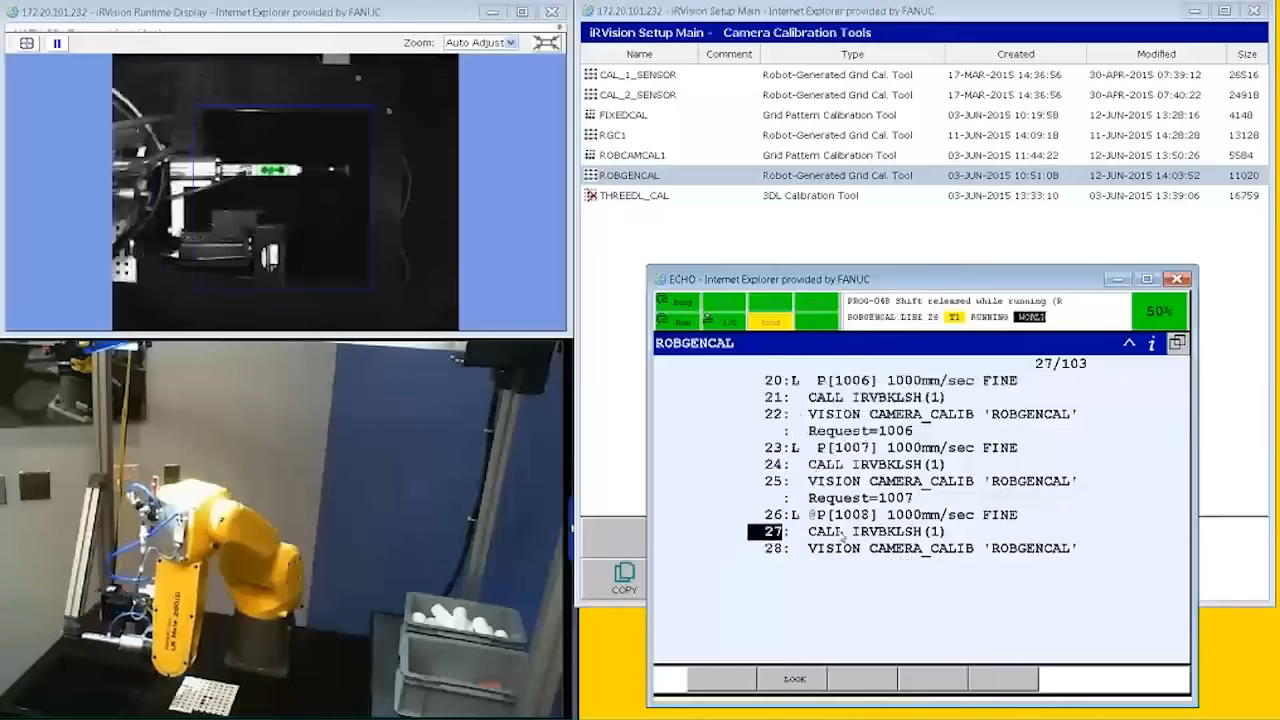 172.20.101.232 - iRVision Runtime Display - Internet Explorer provided by FANUC
Zoom: Auto Adjust
172.20.101.232 - iRVision Setup Main - Internet Explorer provided by FANUC
iRVision Setup Main - Camera Calibration Tools
Name Comment Type Created Modified Size
CAL_1_SENSOR Robot-Generated Grid Cal. Tool 17-MAR-2015 14:36:56 30-APR-2015 07:39:12 26516
CAL_2_SENSOR Robot-Generated Grid Cal. Tool 17-MAR-2015 14:36:56 30-APR-2015 07:40:22 24918
FIXEDCAL Grid Pattern Calibration Tool 03-JUN-2015 10:19:58 12-JUN-2015 13:28:16 4148
RGC1 Robot-Generated Grid Cal. Tool 11-JUN-2015 14:09:18 11-JUN-2015 14:28:28 13128
ROBCAMCAL1 Grid Pattern Calibration Tool 03-JUN-2015 11:44:22 12-JUN-2015 13:50:26 5584
ROBGENCAL Robot-Generated Grid Cal. Tool 03-JUN-2015 10:51:08 12-JUN-2015 14:03:52 11020
THREEDL_CAL 3DL Calibration Tool 03-JUN-2015 13:33:10 03-JUN-2015 13:39:06 16759
COPY
ECHO - Internet Explorer provided by FANUC
Busy
Run I/O
PROG-048 Shift released while running (R
ROBGENCAL LINE 26 T1 RUNNING WORLD
50%
ROBGENCAL
27/103
20:L P[1006] 1000mm/sec FINE
21: CALL IRVBKLSH(1)
22: VISION CAMERA_CALIB 'ROBGENCAL'
: Request=1006
23:L P[1007] 1000mm/sec FINE
24: CALL IRVBKLSH(1)
25: VISION CAMERA_CALIB 'ROBGENCAL'
: Request=1007
26:L @P[1008] 1000mm/sec FINE
27: CALL IRVBKLSH(1)
28: VISION CAMERA_CALIB 'ROBGENCAL'
LOOK
LR Mate 200iD